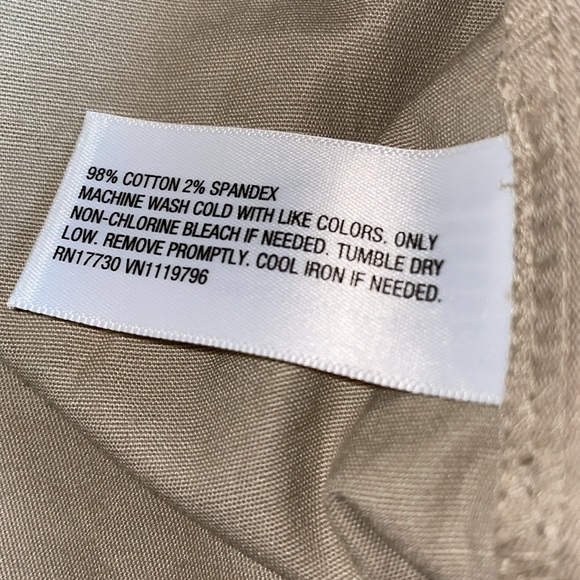 98% COTTON 2% SPANDEX
MACHINE WASH COLD WITH LIKE COLORS. ONLY
NON-CHLORINE BLEACH IF NEEDED. TUMBLE DRY
LOW. REMOVE PROMPTLY. COOL IRON IF NEEDED.
RN17730 VN1119796